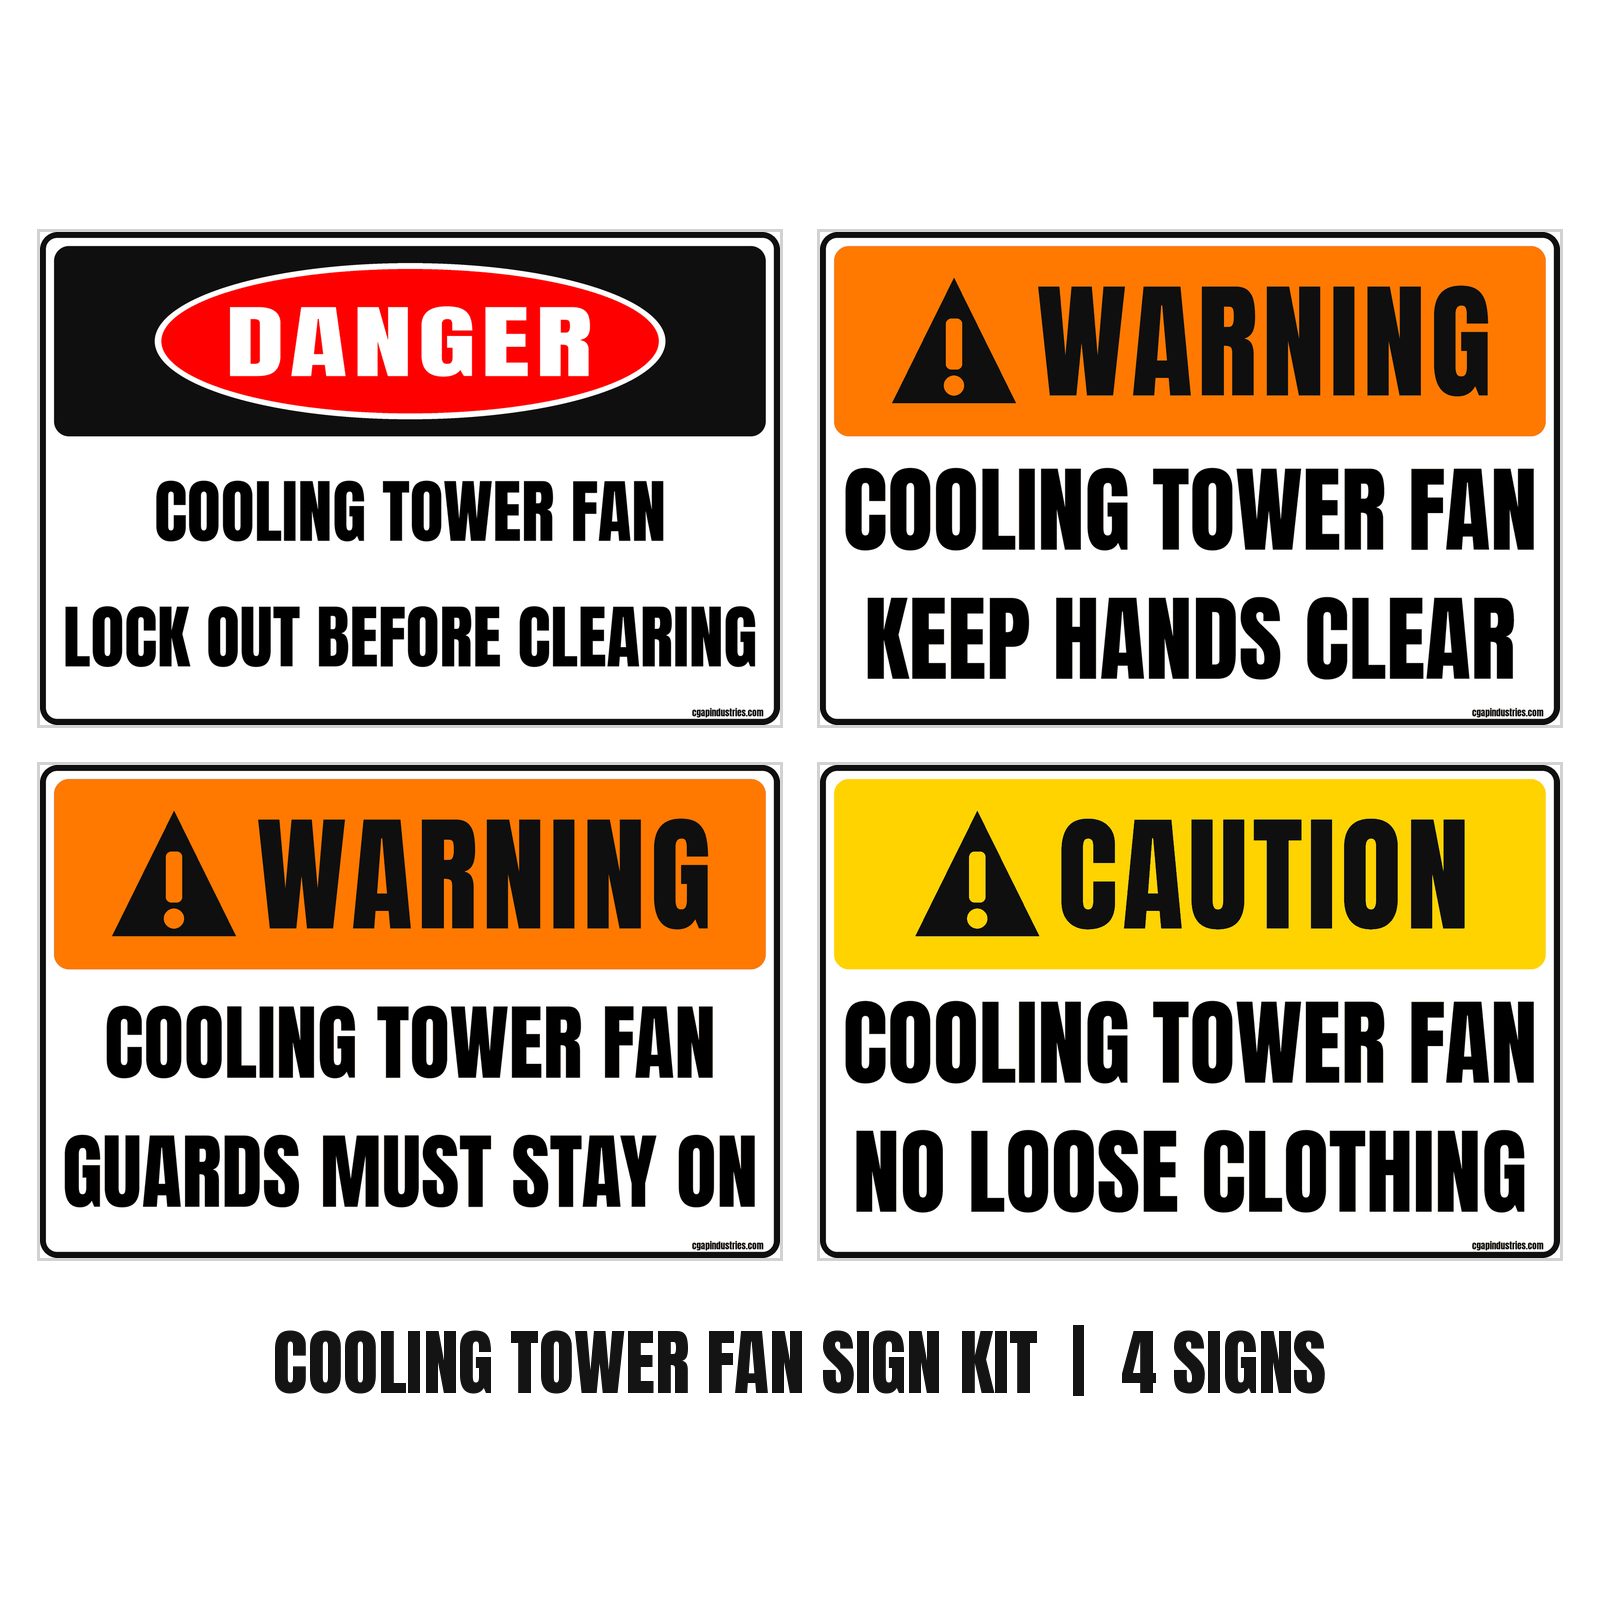 DANGER
COOLING TOWER FAN
LOCK OUT BEFORE CLEARING
cgapindustries.com
WARNING
COOLING TOWER FAN
KEEP HANDS CLEAR
cgapindustries.com
WARNING
COOLING TOWER FAN
GUARDS MUST STAY ON
cgapindustries.com
CAUTION
COOLING TOWER FAN
NO LOOSE CLOTHING
cgapindustries.com
COOLING TOWER FAN SIGN KIT | 4 SIGNS